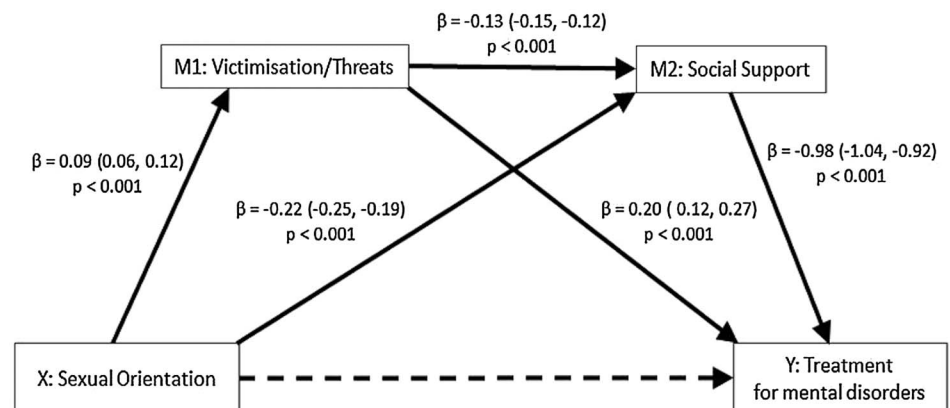 β = -0.13 (-0.15, -0.12)
p < 0.001
M1: Victimisation/Threats
M2: Social Support
β = 0.09 (0.06, 0.12)
p < 0.001
β = -0.98 (-1.04, -0.92)
p < 0.001
β = -0.22 (-0.25, -0.19)
p < 0.001
β = 0.20 ( 0.12, 0.27)
p < 0.001
X: Sexual Orientation
Y: Treatment
for mental disorders